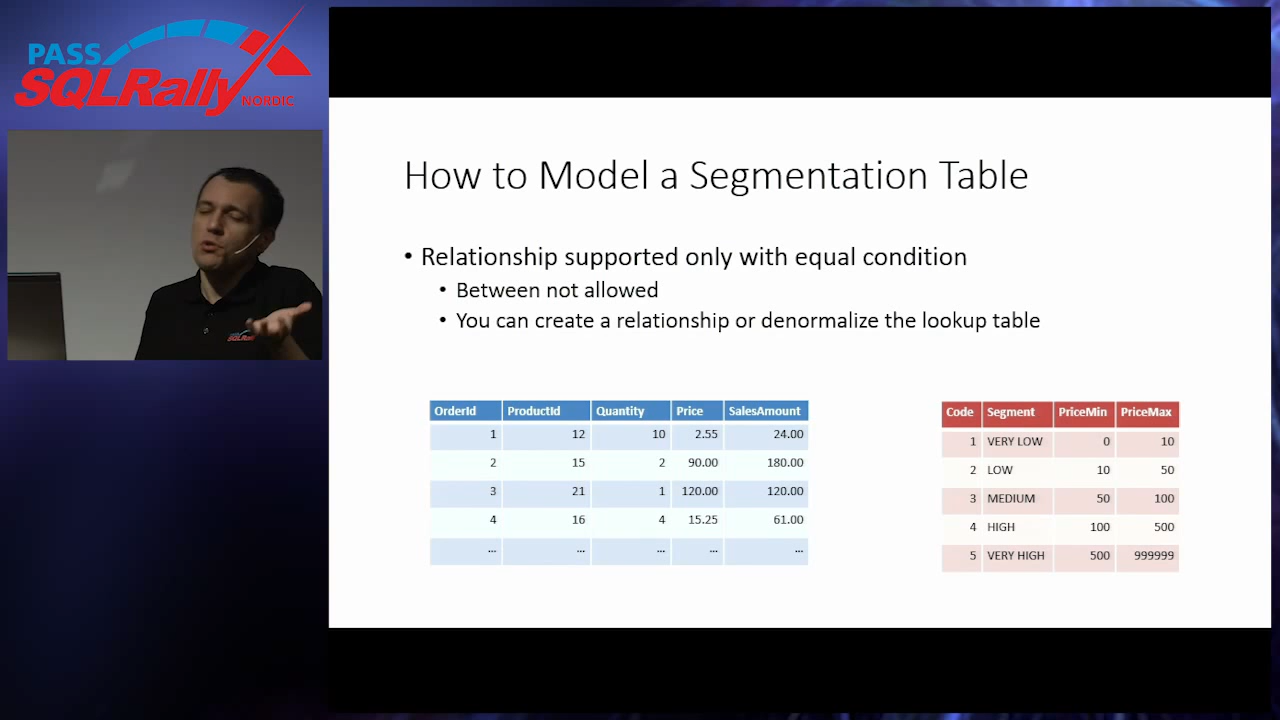 PASS
SQLRally
NORDIC
How to Model a Segmentation Table
• Relationship supported only with equal condition
• Between not allowed
• You can create a relationship or denormalize the lookup table
OrderId ProductId Quantity Price SalesAmount
1 12 10 2.55 24.00
2 15 2 90.00 180.00
3 21 1 120.00 120.00
4 16 4 15.25 61.00
... ... ... ... ...
Code Segment PriceMin PriceMax
1 VERY LOW 0 10
2 LOW 10 50
3 MEDIUM 50 100
4 HIGH 100 500
5 VERY HIGH 500 999999